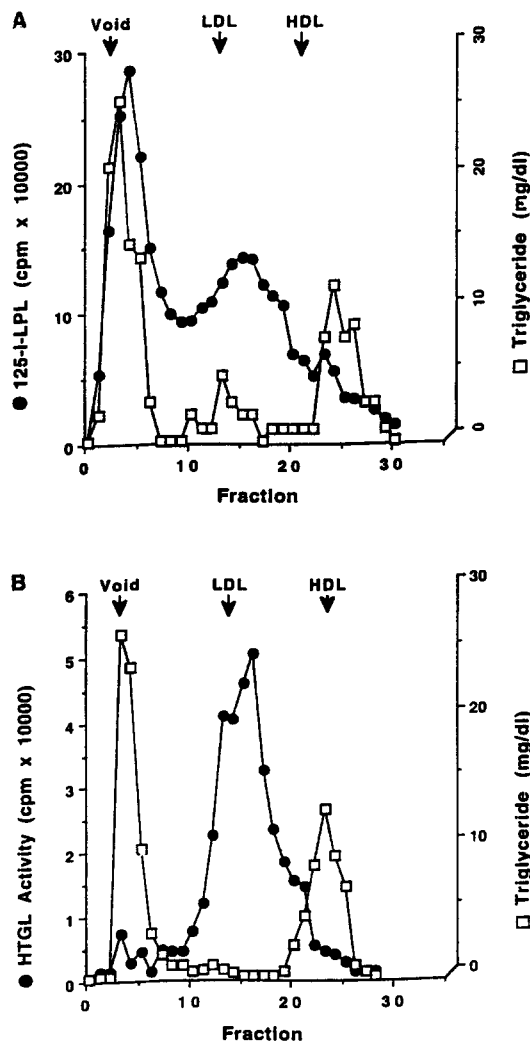 A
Void
LDL
HDL
30
20
10
0
● 125-I-LPL (cpm x 10000)
30
20
10
0
□ Triglyceride (mg/dl)
0
10
20
30
Fraction
B
Void
LDL
HDL
6
5
4
3
2
1
0
● HTGL Activity (cpm x 10000)
30
20
10
0
□ Triglyceride (mg/dl)
0
10
20
30
Fraction